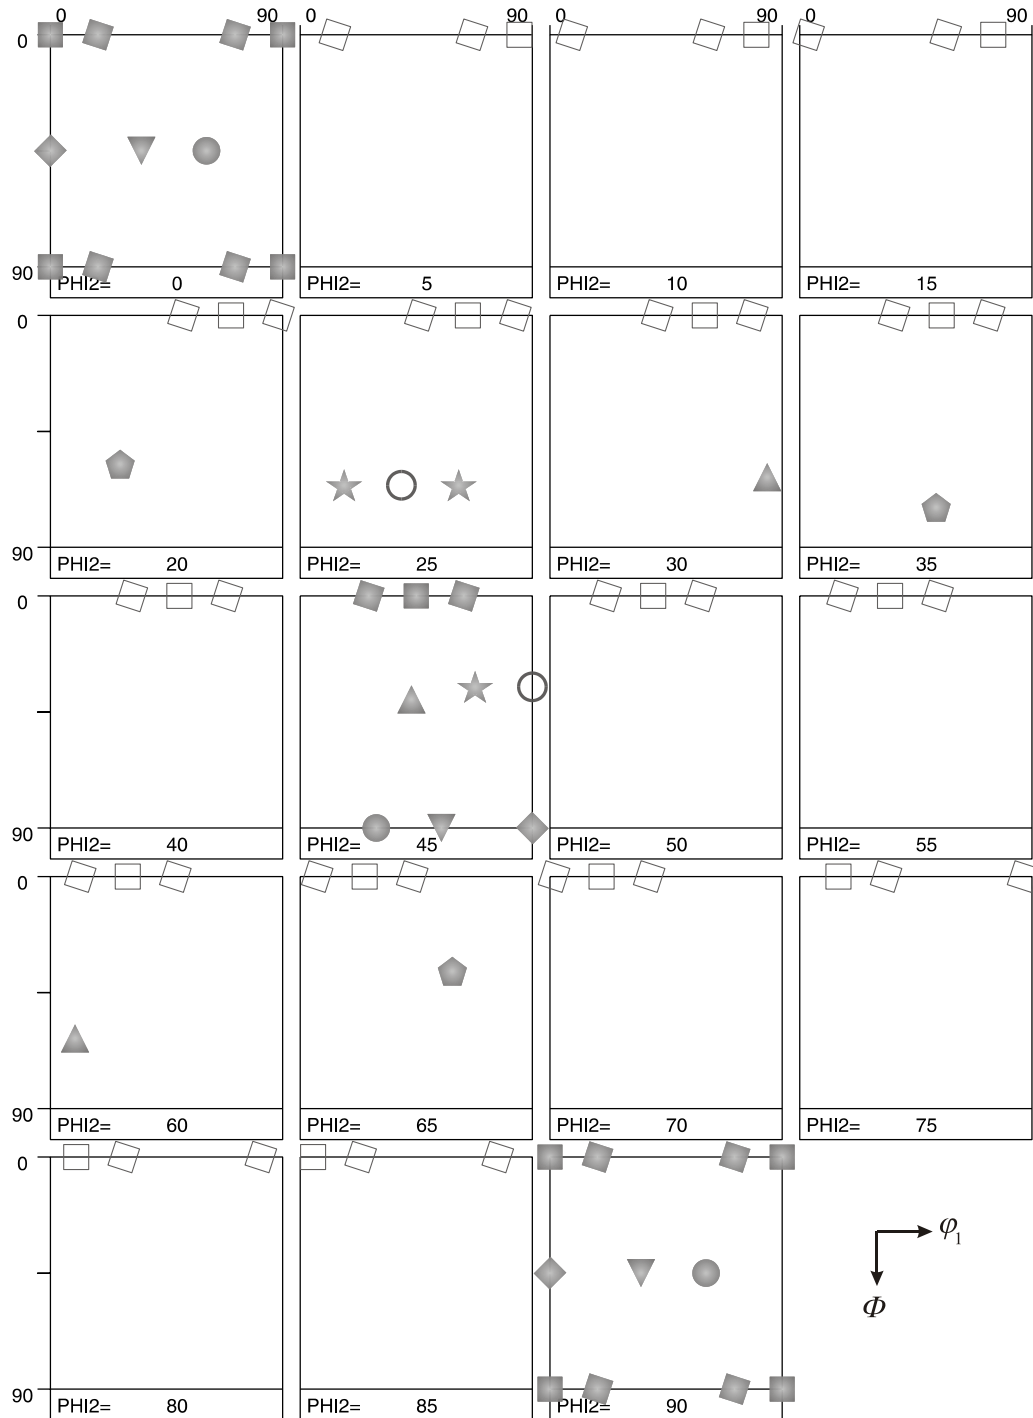 0 90 0 90 0 90 0 90
0
90 PHI2= 0 PHI2= 5 PHI2= 10 PHI2= 15
0
90 PHI2= 20 PHI2= 25 PHI2= 30 PHI2= 35
0
90 PHI2= 40 PHI2= 45 PHI2= 50 PHI2= 55
0
90 PHI2= 60 PHI2= 65 PHI2= 70 PHI2= 75
0
φ₁
Φ
90 PHI2= 80 PHI2= 85 PHI2= 90